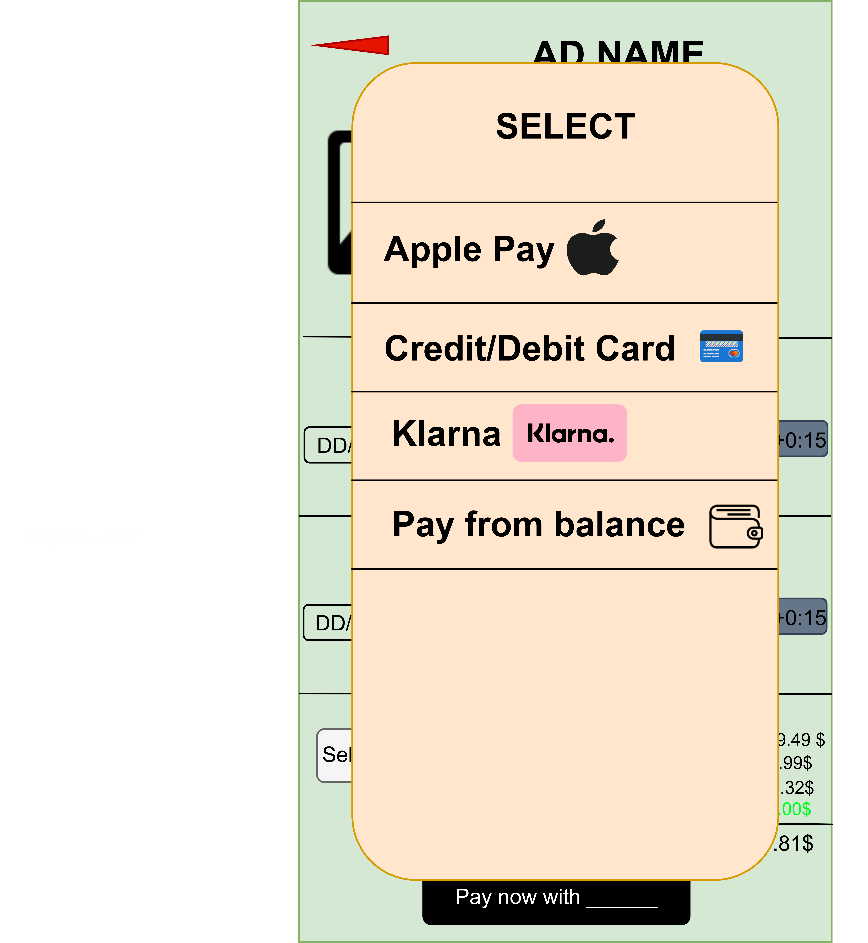 AD NAME
SELECT
Apple Pay
Credit/Debit Card
Klarna Klarna.
DD/ +0:15
Pay from balance
DD/ +0:15
9.49 $
Sel
.99$
.32$
.00$
.81$
Pay now with ______